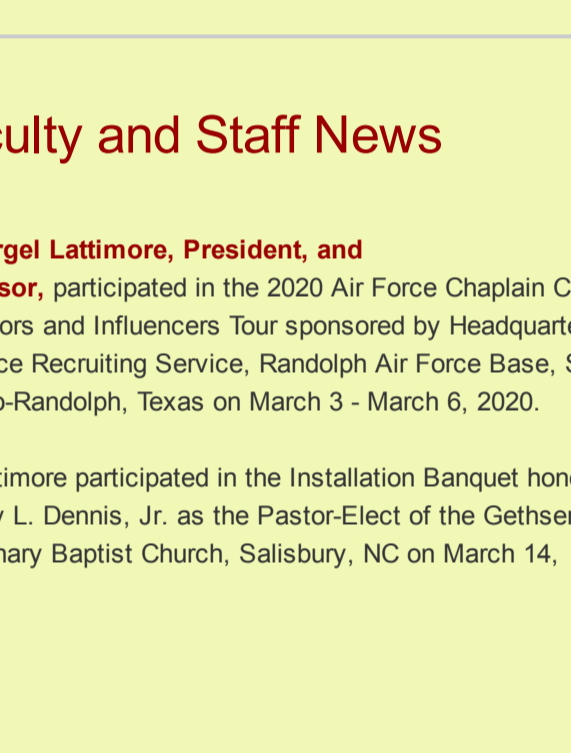 culty and Staff News
rgel Lattimore, President, and
sor, participated in the 2020 Air Force Chaplain C
ors and Influencers Tour sponsored by Headquarte
ce Recruiting Service, Randolph Air Force Base, S
o-Randolph, Texas on March 3 - March 6, 2020.
timore participated in the Installation Banquet hon
y L. Dennis, Jr. as the Pastor-Elect of the Gethse
nary Baptist Church, Salisbury, NC on March 14,